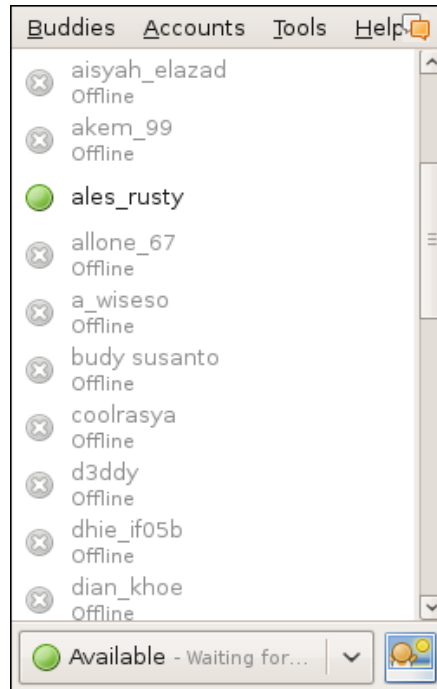 Buddies Accounts Tools Help
aisyah_elazad
Offline
akem_99
Offline
ales_rusty
allone_67
Offline
a_wiseso
Offline
budy susanto
Offline
coolrasya
Offline
d3ddy
Offline
dhie_if05b
Offline
dian_khoe
Offline
Available - Waiting for...